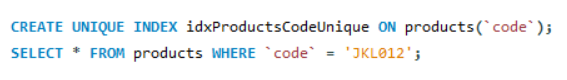 CREATE UNIQUE INDEX idxProductsCodeUnique ON products(`code`);
SELECT * FROM products WHERE `code` = 'JKL012';